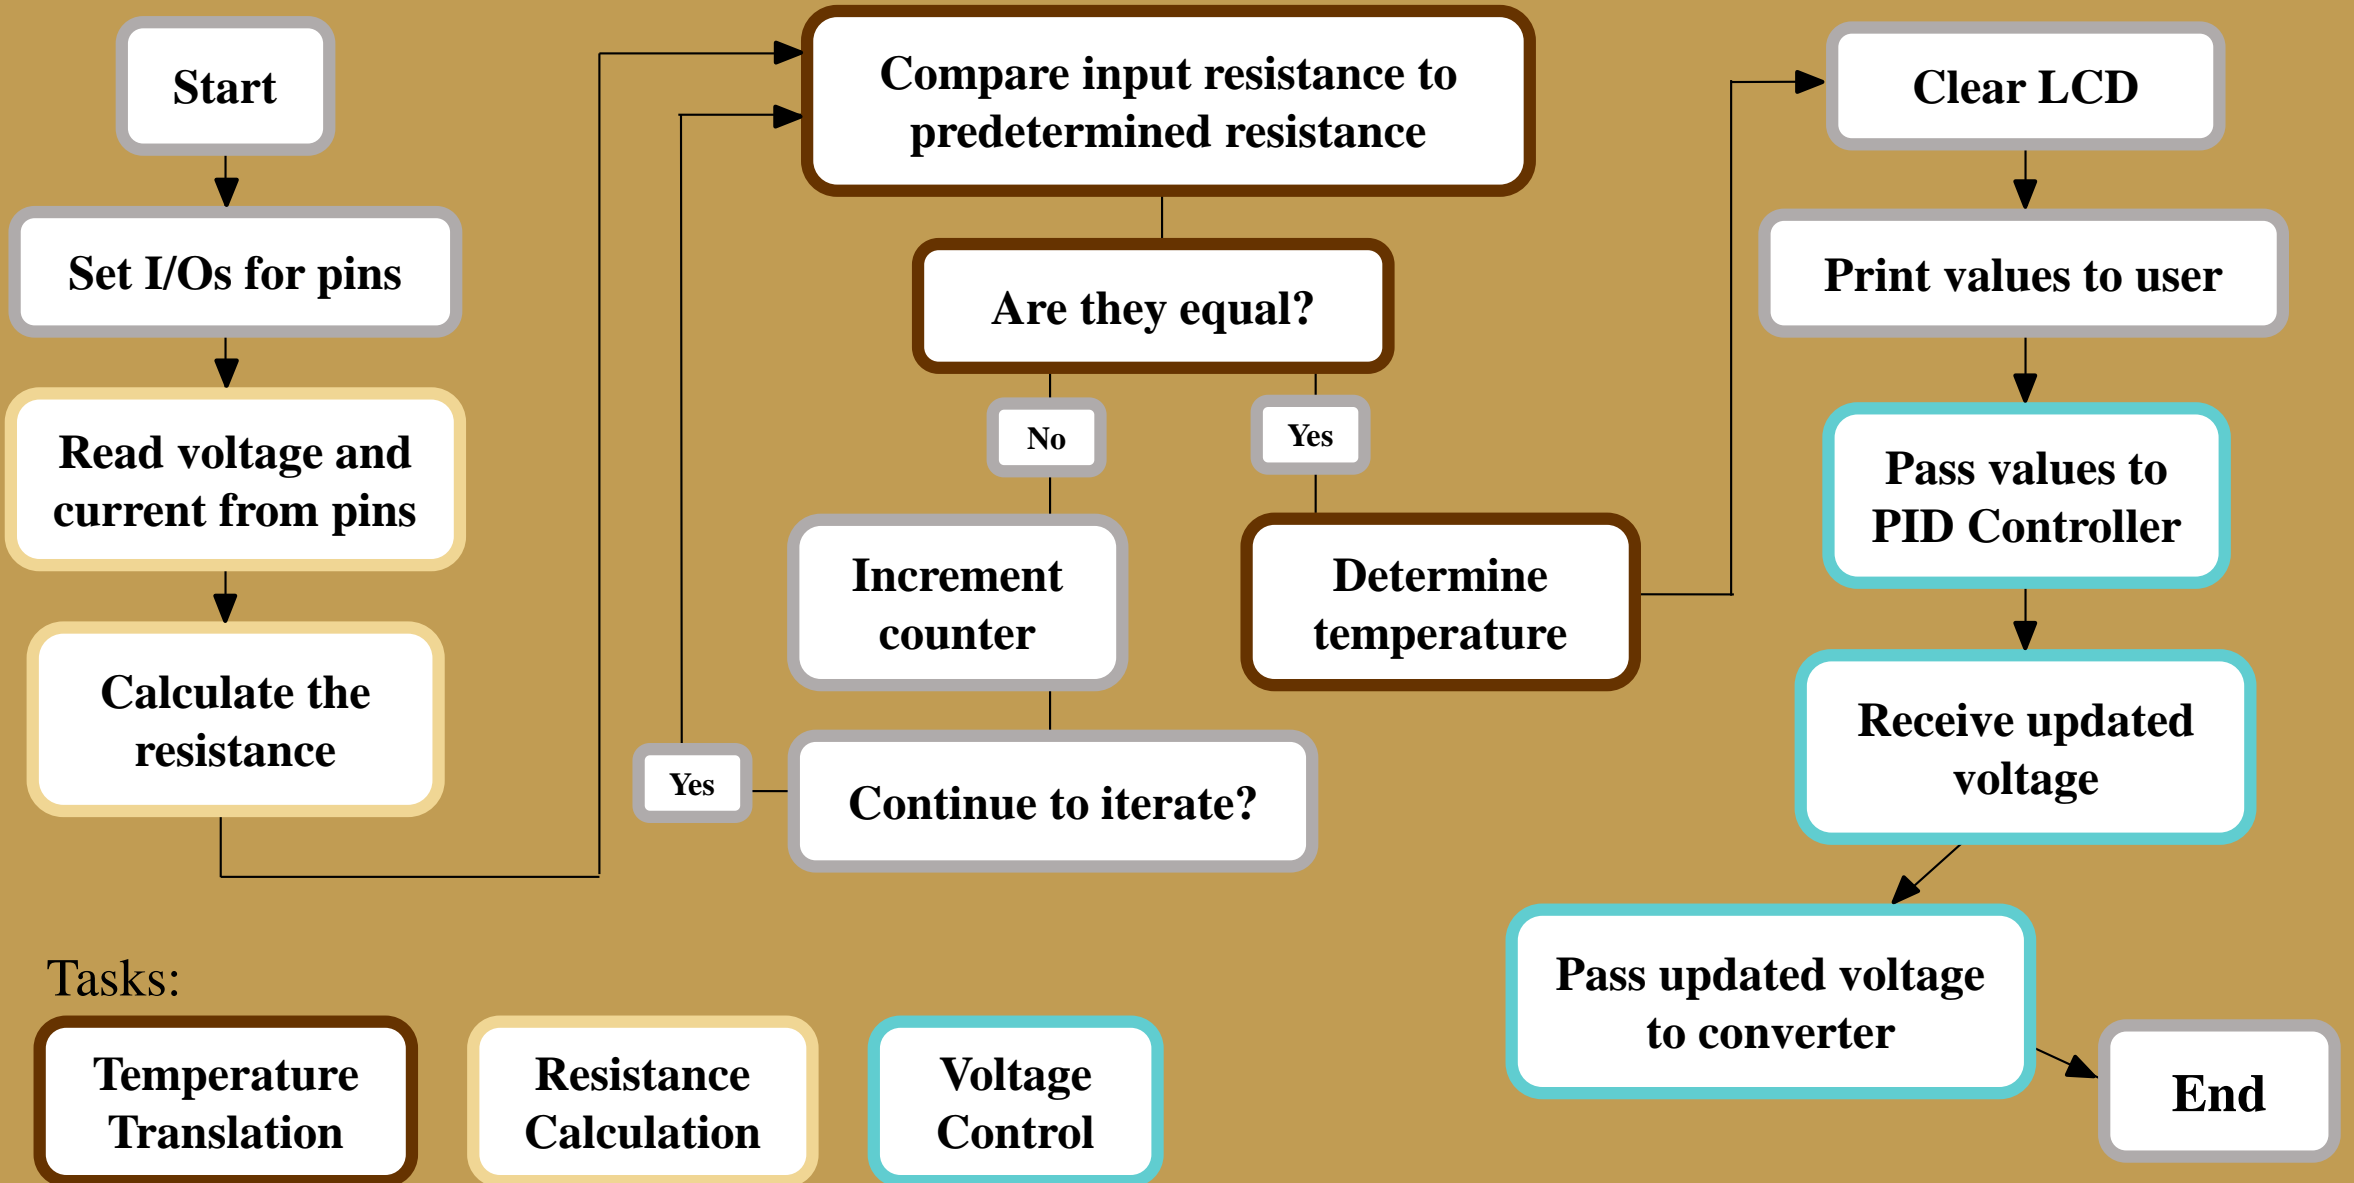 Start
Set I/Os for pins
Read voltage and
current from pins
Calculate the
resistance
Compare input resistance to
predetermined resistance
Are they equal?
No
Yes
Increment
counter
Determine
temperature
Yes
Continue to iterate?
Clear LCD
Print values to user
Pass values to
PID Controller
Receive updated
voltage
Pass updated voltage
to converter
End
Tasks:
Temperature
Translation
Resistance
Calculation
Voltage
Control